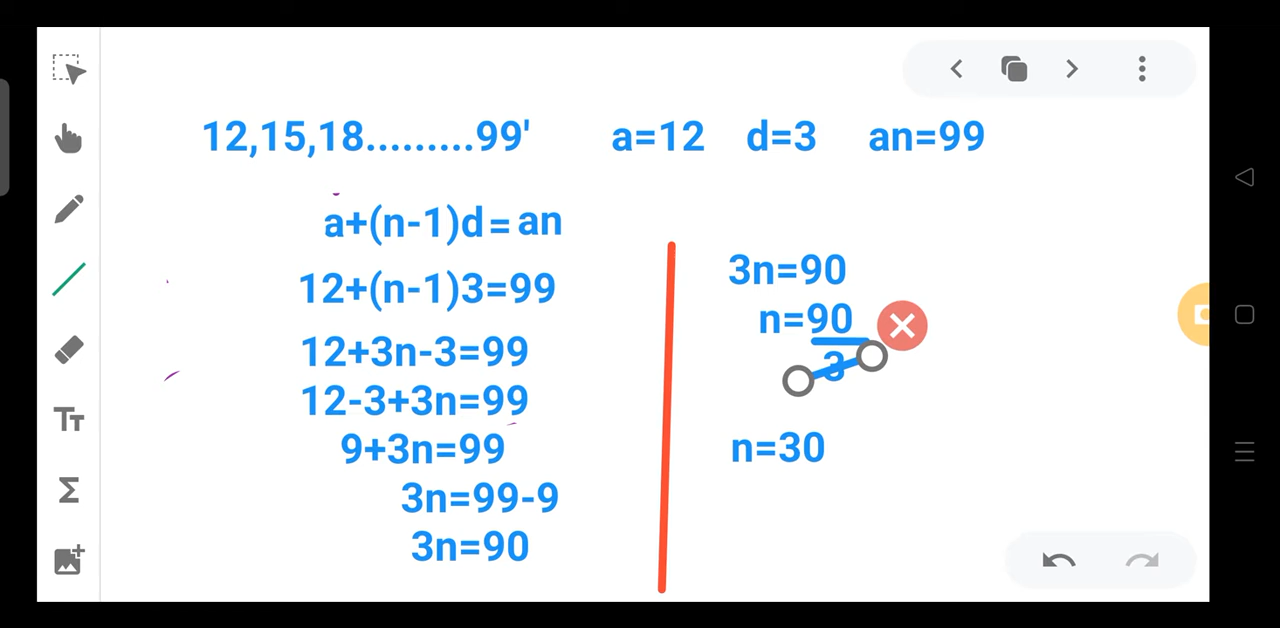 12,15,18.........99' a=12 d=3 an=99
a+(n-1)d=an
12+(n-1)3=99
12+3n-3=99
12-3+3n=99
9+3n=99
3n=99-9
3n=90
3n=90
n=90
3
n=30